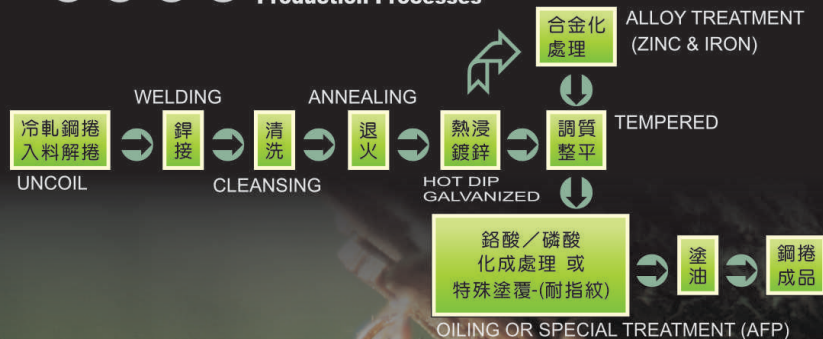 Production Processes
合金化
處理
ALLOY TREATMENT
(ZINC & IRON)
WELDING
ANNEALING
冷軋鋼捲
入料解捲
銲
接
清
洗
退
火
熱浸
鍍鋅
調質
整平
TEMPERED
UNCOIL
CLEANSING
HOT DIP
GALVANIZED
鉻酸／磷酸
化成處理 或
特殊塗覆-(耐指紋)
塗
油
鋼捲
成品
OILING OR SPECIAL TREATMENT (AFP)